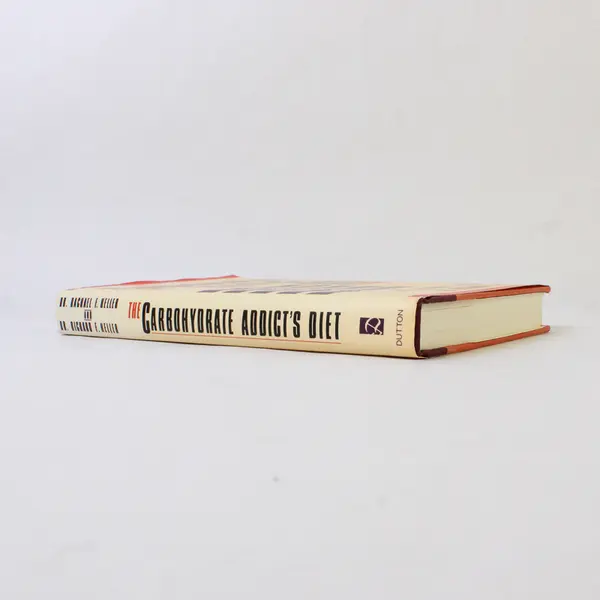 DR. RACHAEL F. HELLER
AND
DR. RICHARD F. HELLER
THE CARBOHYDRATE ADDICT'S DIET
DUTTON